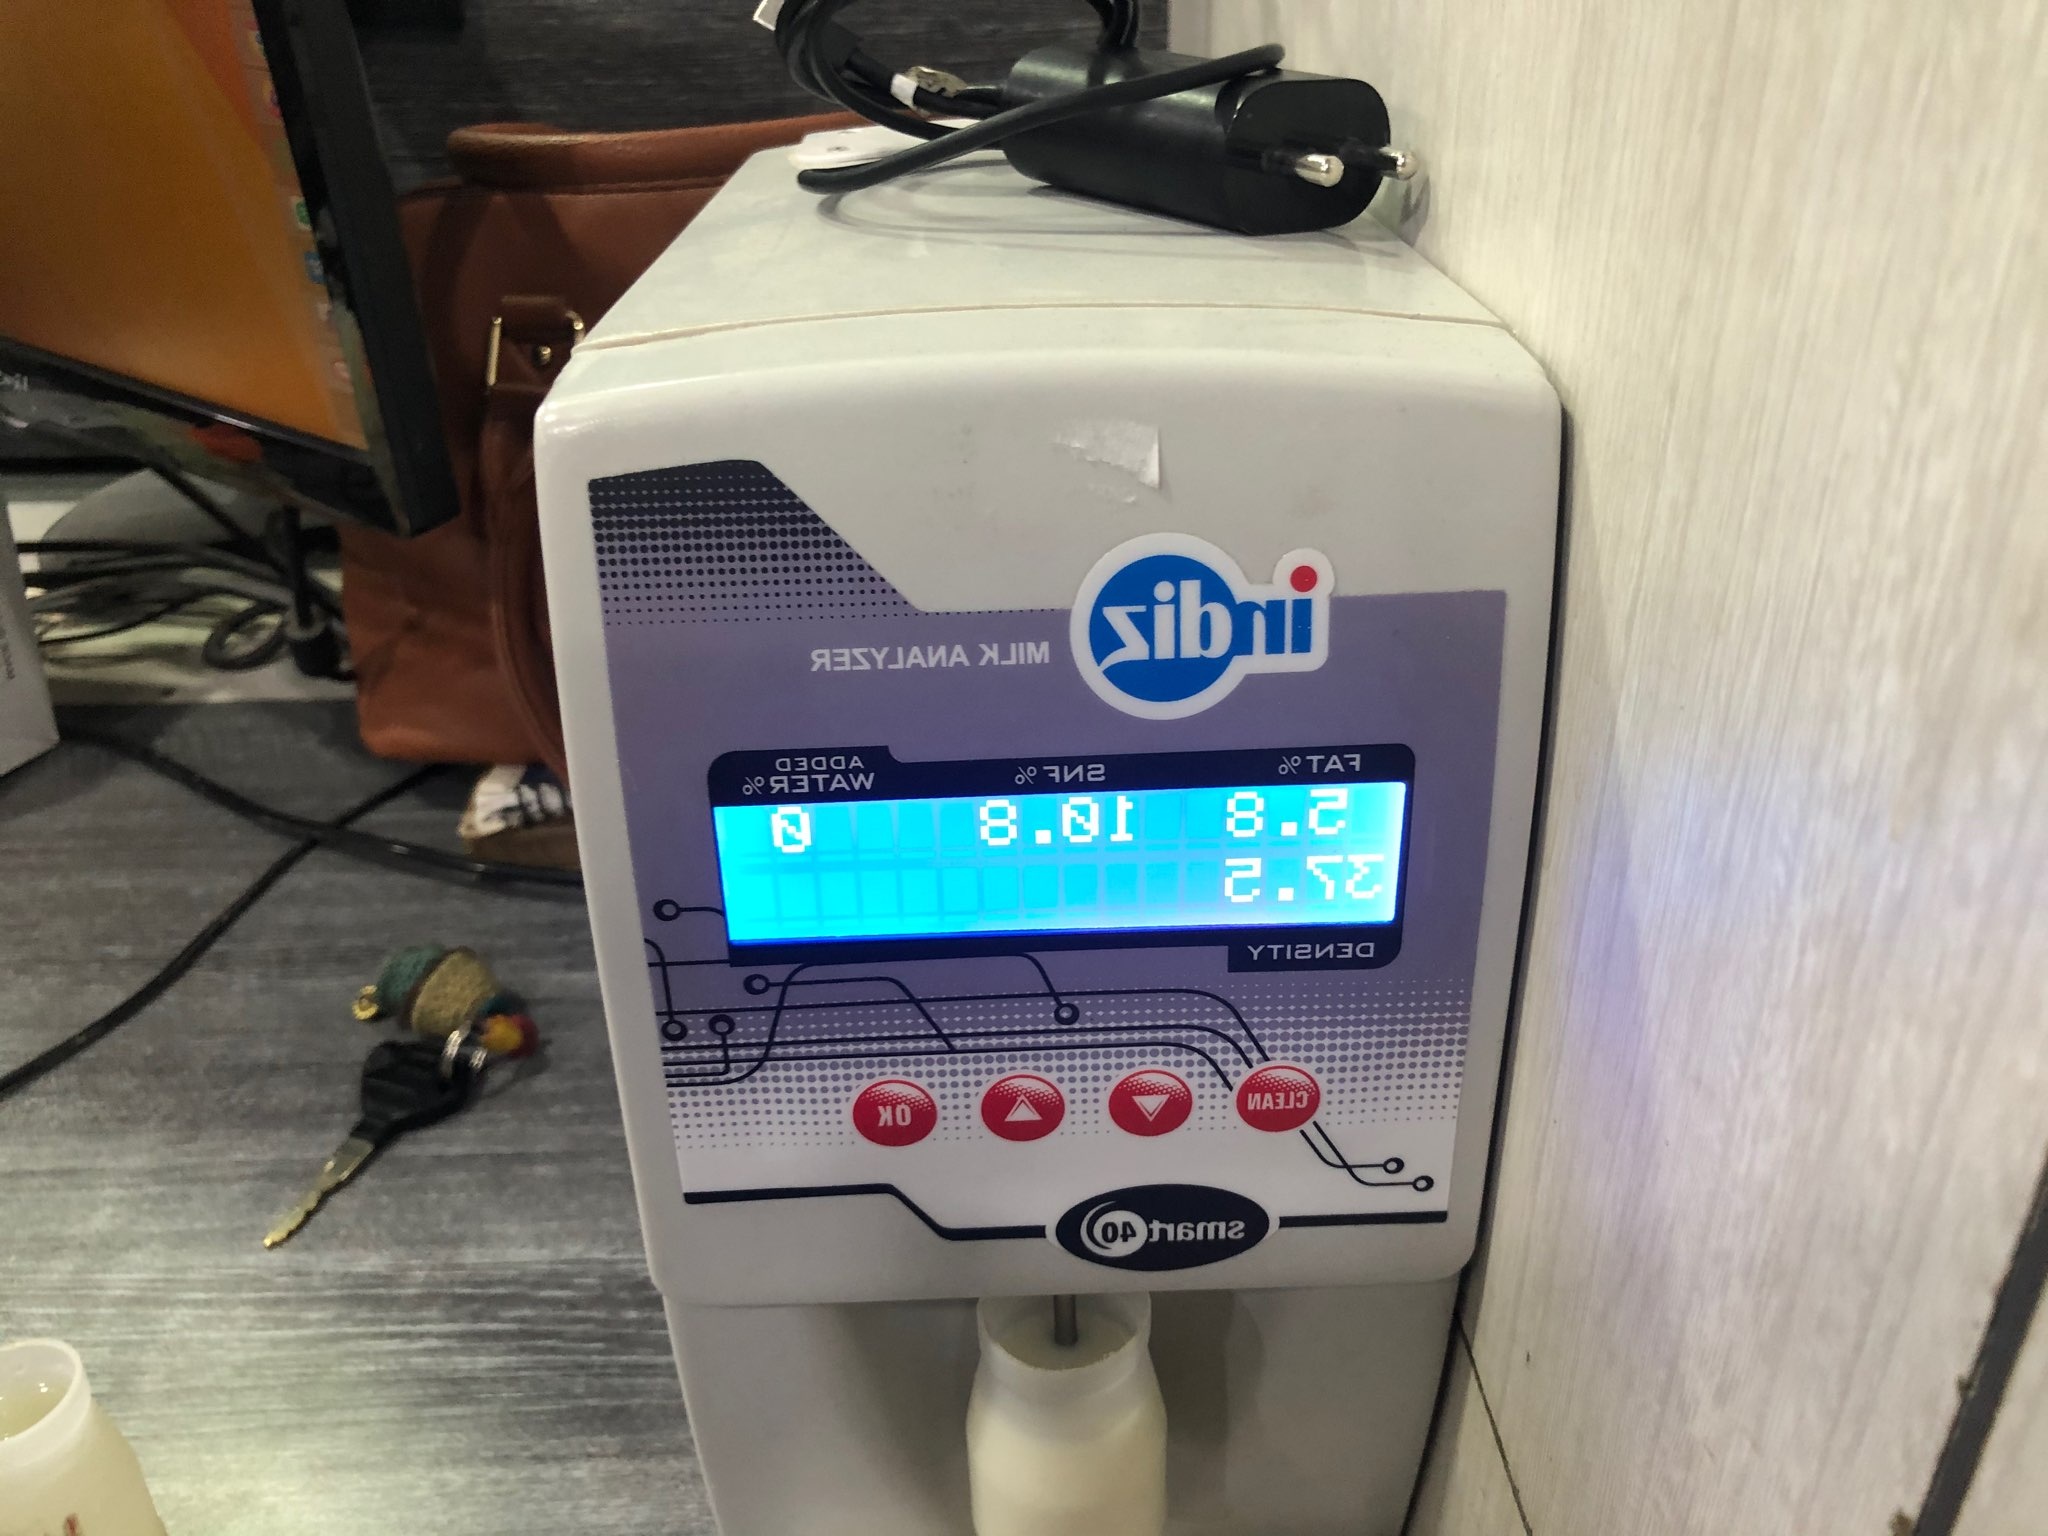 indiz
MILK ANALYZER
FAT% SNF% ADDED WATER%
5.8 10.8 0
37.5
DENSITY
CLEAN OK
smart 40